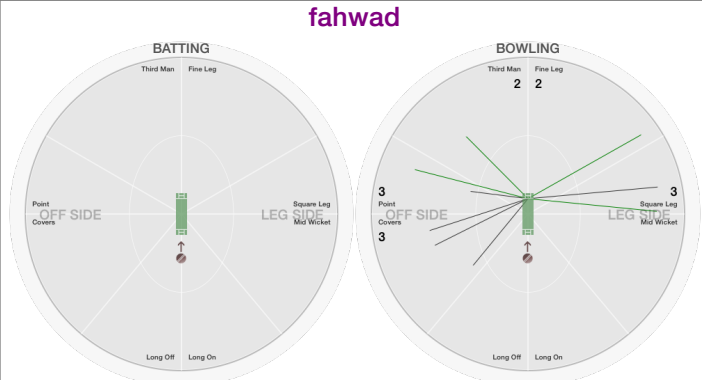 fahwad
BATTING
BOWLING
Third Man Fine Leg
Third Man Fine Leg
2 2
3
3
Point
Square Leg
Point
Square Leg
OFF SIDE
LEG SIDE
OFF SIDE
LEG SIDE
Covers
Mid Wicket
Covers
Mid Wicket
3
Long Off Long On
Long Off Long On